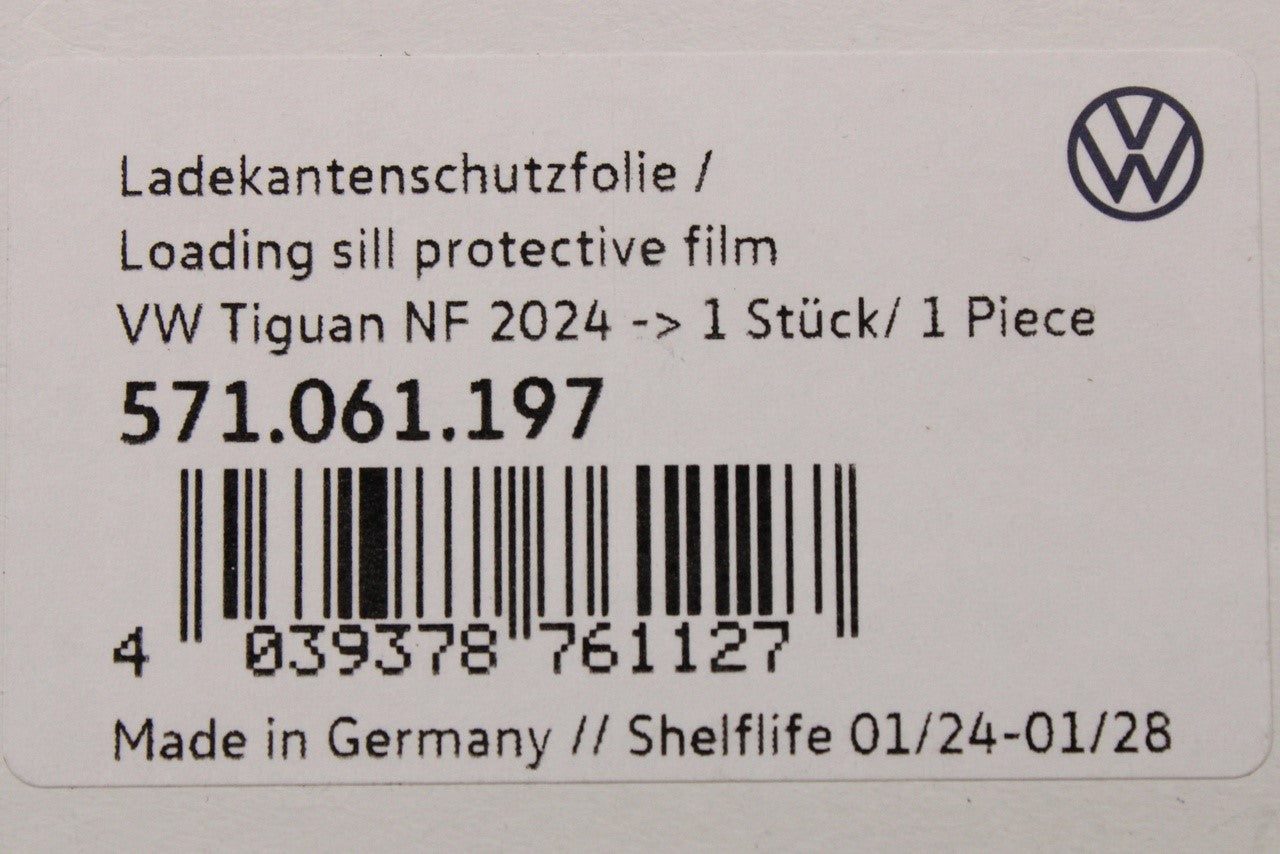 Ladekantenschutzfolie /
Loading sill protective film
VW Tiguan NF 2024 -> 1 Stück/ 1 Piece
571.061.197
4 039378 761127
Made in Germany // Shelflife 01/24-01/28